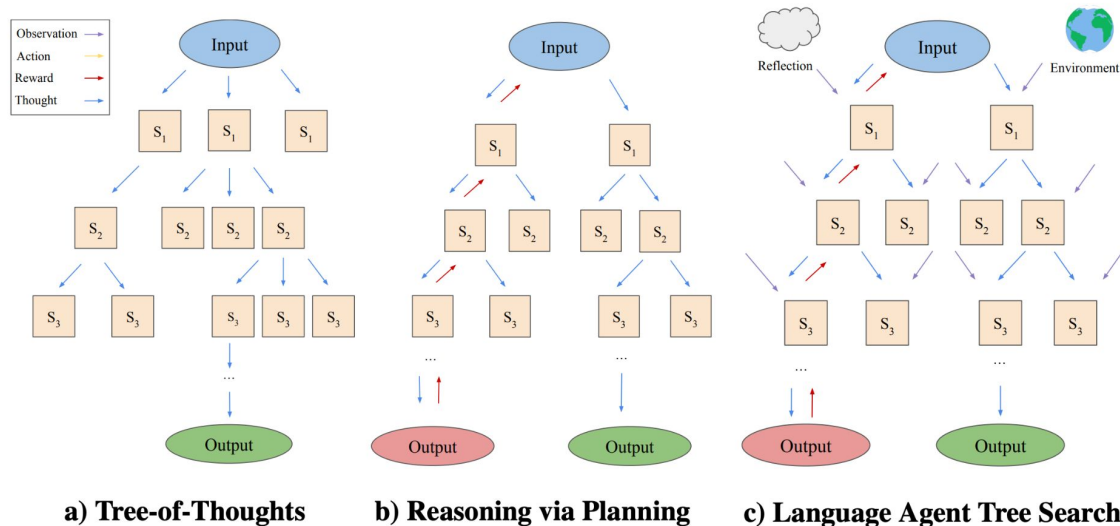 Observation
Action
Reward
Thought
Input
S1 S1 S1
S2 S2 S2 S2
S3 S3 S3 S3 S3
...
Output
a) Tree-of-Thoughts
Input
S1 S1
S2 S2 S2 S2
S3 S3 S3 S3
... ...
Output Output
b) Reasoning via Planning
Reflection
Input
Environment
S1 S1
S2 S2 S2 S2
S3 S3 S3 S3
... ...
Output Output
c) Language Agent Tree Search